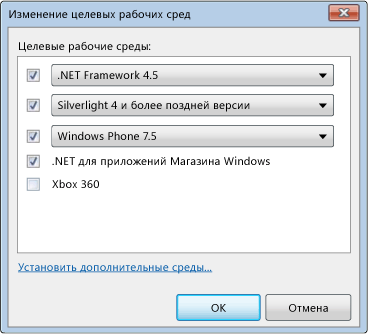 Изменение целевых рабочих сред
Целевые рабочие среды:
.NET Framework 4.5
Silverlight 4 и более поздней версии
Windows Phone 7.5
.NET для приложений Магазина Windows
Xbox 360
Установить дополнительные среды...
ОК
Отмена